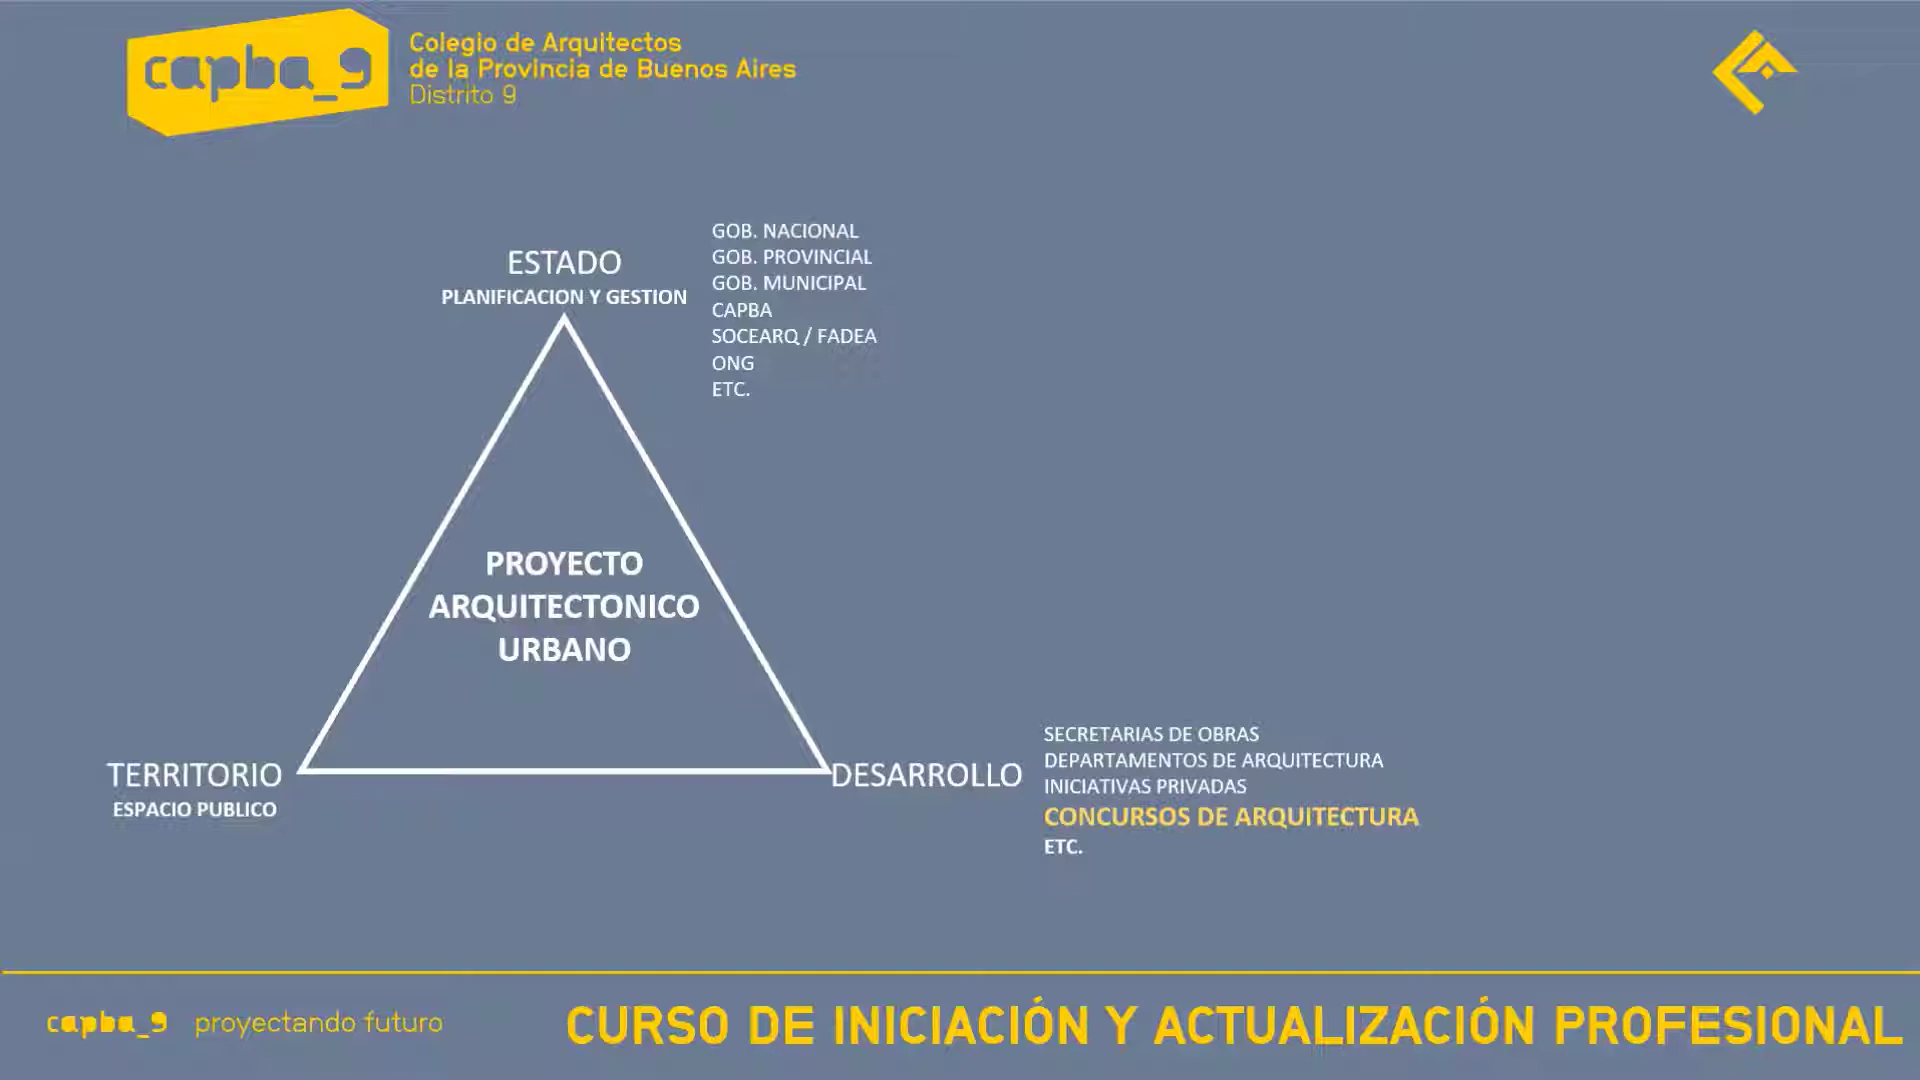 capba_9
Colegio de Arquitectos
de la Provincia de Buenos Aires
Distrito 9
ESTADO
PLANIFICACION Y GESTION
GOB. NACIONAL
GOB. PROVINCIAL
GOB. MUNICIPAL
CAPBA
SOCEARQ / FADEA
ONG
ETC.
PROYECTO
ARQUITECTONICO
URBANO
TERRITORIO
ESPACIO PUBLICO
DESARROLLO
SECRETARIAS DE OBRAS
DEPARTAMENTOS DE ARQUITECTURA
INICIATIVAS PRIVADAS
CONCURSOS DE ARQUITECTURA
ETC.
capba_9 proyectando futuro
CURSO DE INICIACIÓN Y ACTUALIZACIÓN PROFESIONAL